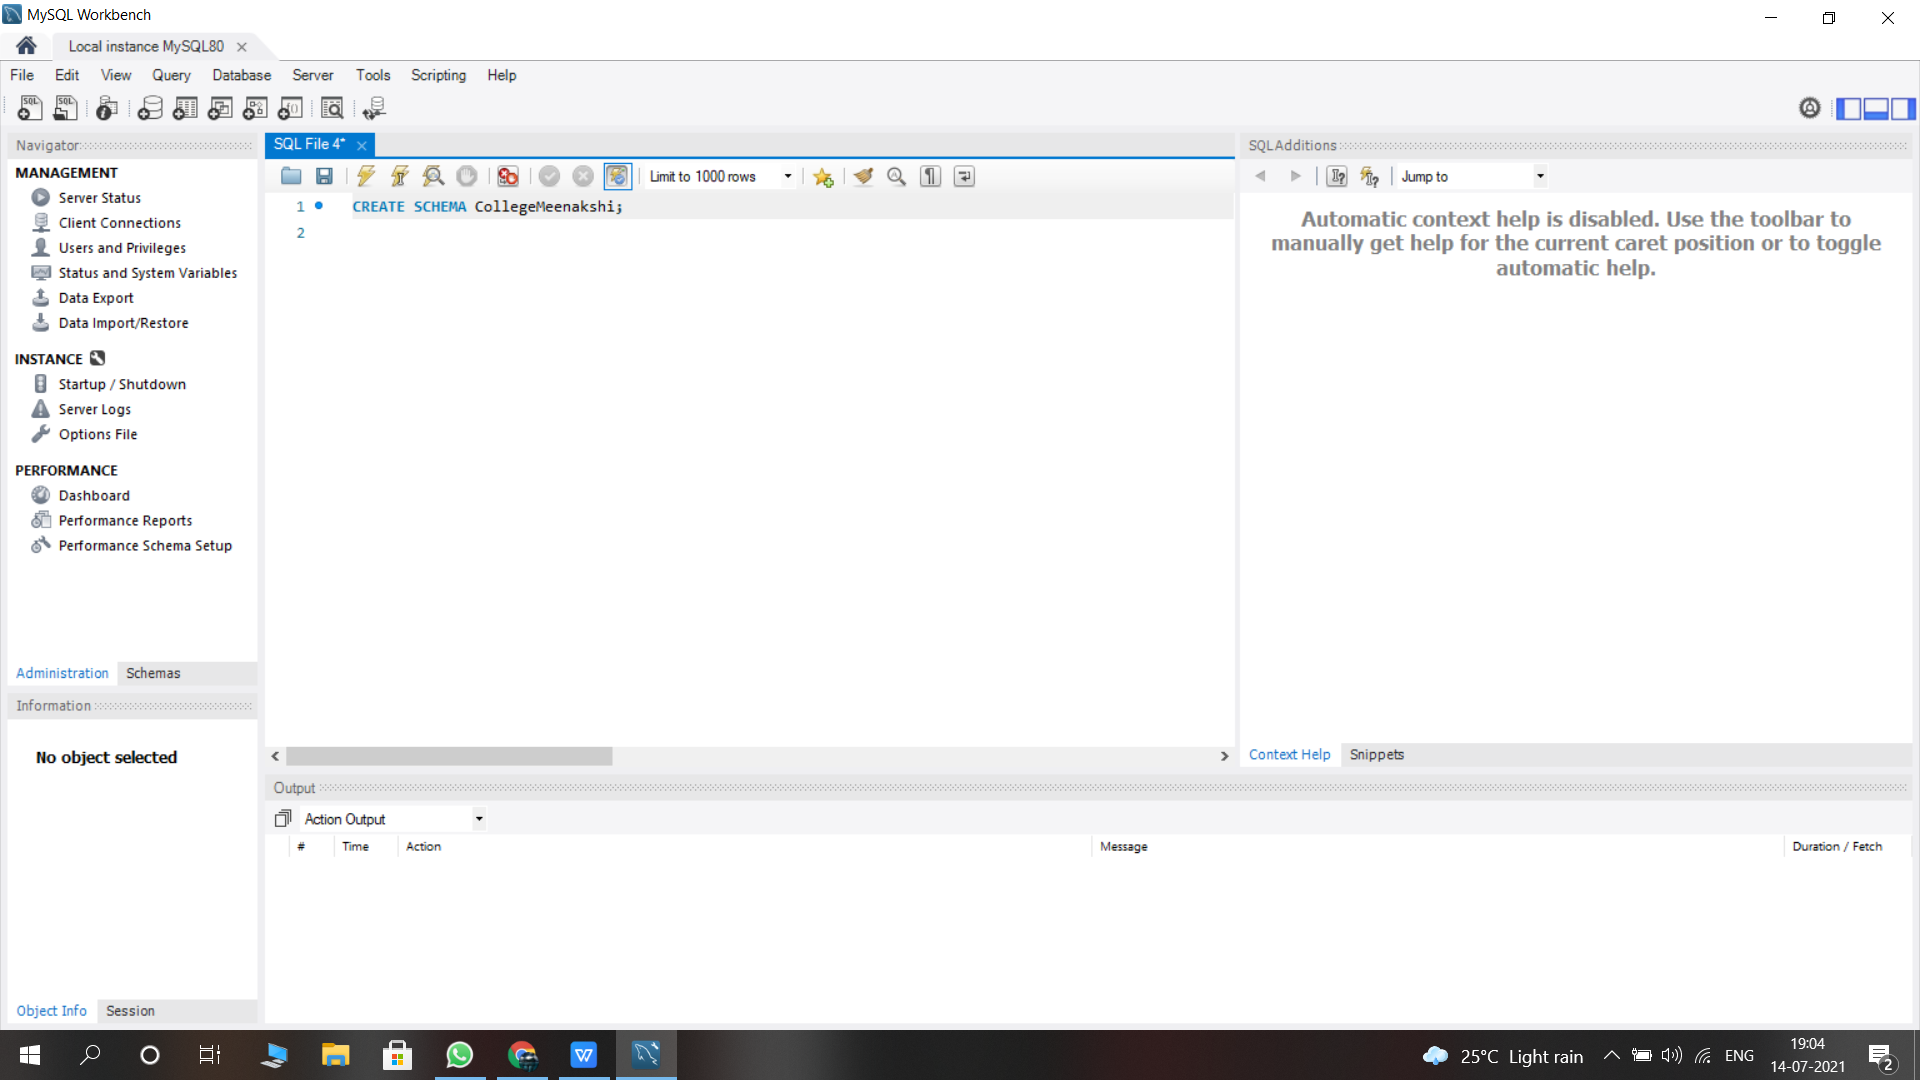 MySQL Workbench
Local instance MySQL80
File Edit View Query Database Server Tools Scripting Help
Navigator
MANAGEMENT
Server Status
Client Connections
Users and Privileges
Status and System Variables
Data Export
Data Import/Restore
INSTANCE
Startup / Shutdown
Server Logs
Options File
PERFORMANCE
Dashboard
Performance Reports
Performance Schema Setup
Administration Schemas
Information
No object selected
Object Info Session
SQL File 4*
Limit to 1000 rows
1 CREATE SCHEMA CollegeMeenakshi;
2
SQLAdditions
Jump to
Automatic context help is disabled. Use the toolbar to
manually get help for the current caret position or to toggle
automatic help.
Context Help Snippets
Output
Action Output
# Time Action Message Duration / Fetch
25°C Light rain
ENG
19:04
14-07-2021
2